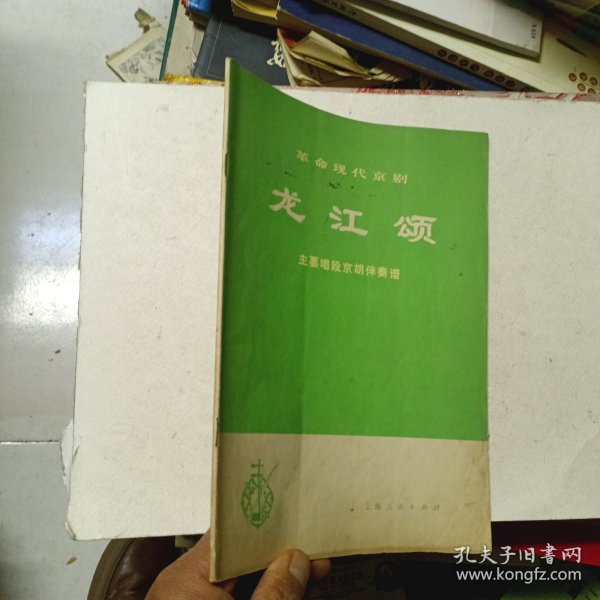 革命现代京剧
龙江颂
主要唱段京胡伴奏谱
上海人民出版社
孔夫子旧书网
www.kongfz.com